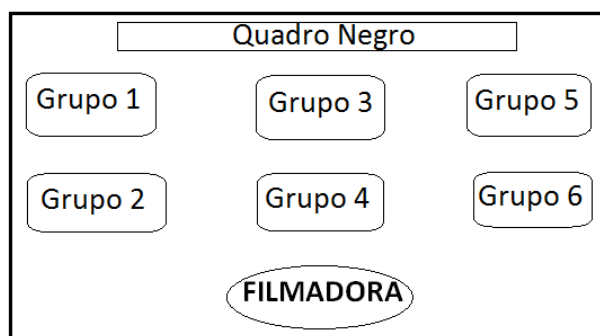 Quadro Negro
Grupo 1
Grupo 3
Grupo 5
Grupo 2
Grupo 4
Grupo 6
FILMADORA